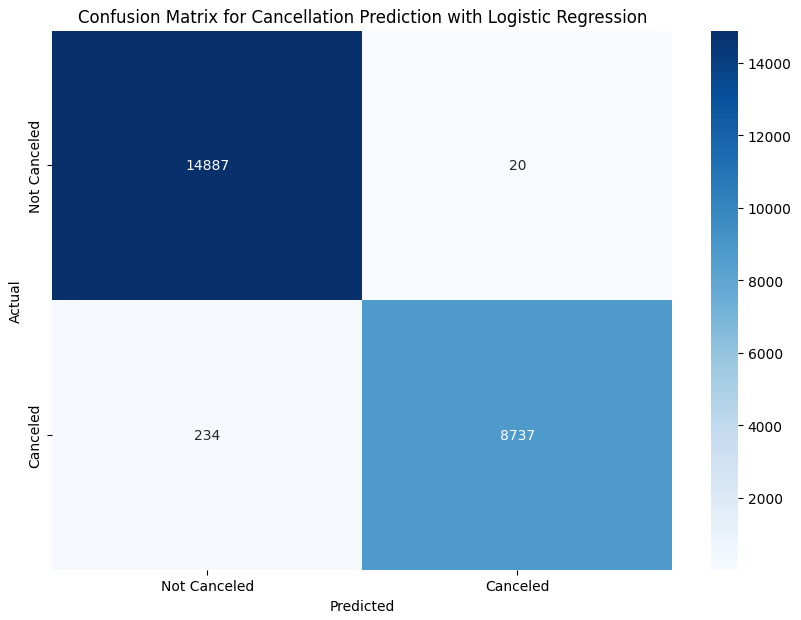 Confusion Matrix for Cancellation Prediction with Logistic Regression
Actual
Not Canceled
Canceled
14887
20
234
8737
Not Canceled
Canceled
Predicted
14000
12000
10000
8000
6000
4000
2000